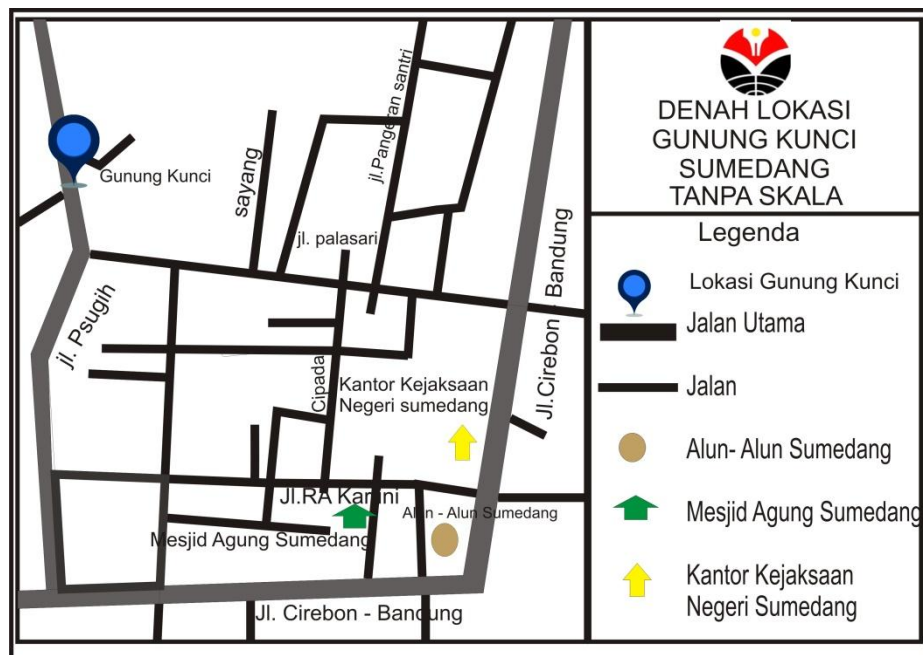 DENAH LOKASI
GUNUNG KUNCI
SUMEDANG
TANPA SKALA
Legenda
Lokasi Gunung Kunci
Jalan Utama
Jalan
Alun- Alun Sumedang
Mesjid Agung Sumedang
Kantor Kejaksaan
Negeri Sumedang
Gunung Kunci
sayang
jl.Pangeran santri
jl. palasari
jl. Psugih
Cipada
Kantor Kejaksaan
Negeri sumedang
Jl.Cirebon - Bandung
Jl.RA Kartini
Mesjid Agung Sumedang
Alun - Alun Sumedang
Jl. Cirebon - Bandung